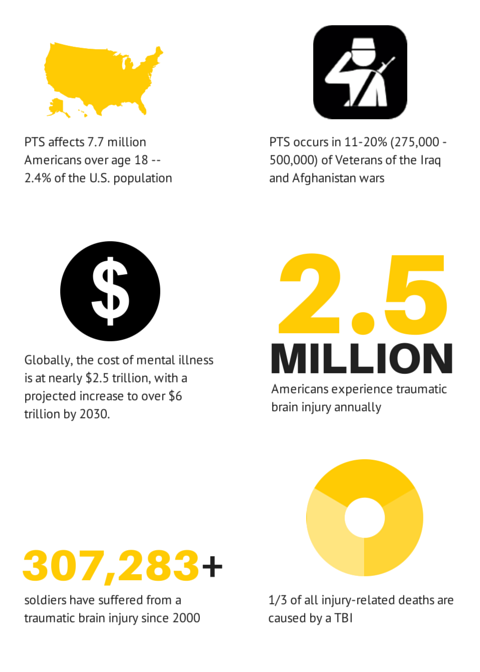 PTS affects 7.7 million
Americans over age 18 --
2.4% of the U.S. population
PTS occurs in 11-20% (275,000 -
500,000) of Veterans of the Iraq
and Afghanistan wars
$
Globally, the cost of mental illness
is at nearly $2.5 trillion, with a
projected increase to over $6
trillion by 2030.
2.5
MILLION
Americans experience traumatic
brain injury annually
307,283+
soldiers have suffered from a
traumatic brain injury since 2000
1/3 of all injury-related deaths are
caused by a TBI